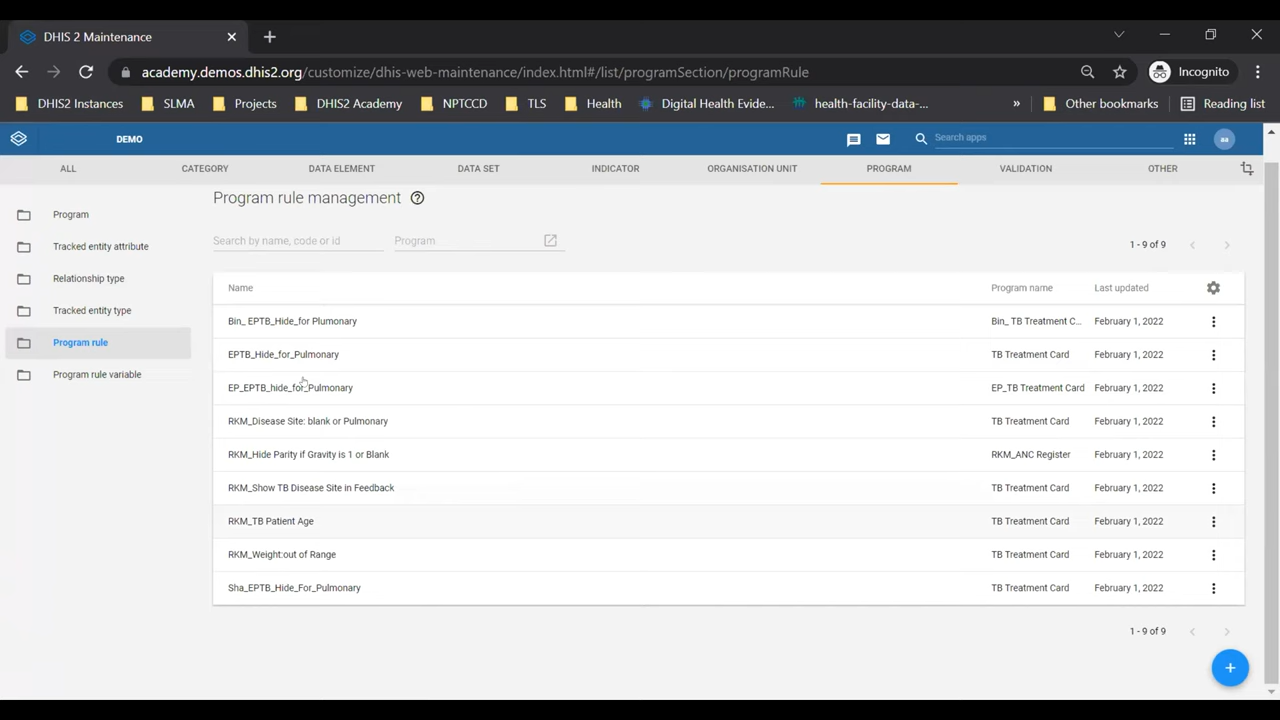 DHIS 2 Maintenance
academy.demos.dhis2.org/customize/dhis-web-maintenance/index.html#/list/programSection/programRule
Incognito
DHIS2 Instances SLMA Projects DHIS2 Academy NPTCCD TLS Health Digital Health Evide... health-facility-data-... » Other bookmarks Reading list
DEMO Search apps
ALL CATEGORY DATA ELEMENT DATA SET INDICATOR ORGANISATION UNIT PROGRAM VALIDATION OTHER
Program rule management
Program
Tracked entity attribute
Relationship type
Tracked entity type
Program rule
Program rule variable
Search by name, code or id Program 1 - 9 of 9
Name Program name Last updated
Bin_ EPTB_Hide_for Plumonary Bin_ TB Treatment C... February 1, 2022
EPTB_Hide_for_Pulmonary TB Treatment Card February 1, 2022
EP_EPTB_hide_for_Pulmonary EP_TB Treatment Card February 1, 2022
RKM_Disease Site: blank or Pulmonary TB Treatment Card February 1, 2022
RKM_Hide Parity if Gravity is 1 or Blank RKM_ANC Register February 1, 2022
RKM_Show TB Disease Site in Feedback TB Treatment Card February 1, 2022
RKM_TB Patient Age TB Treatment Card February 1, 2022
RKM_Weight:out of Range TB Treatment Card February 1, 2022
Sha_EPTB_Hide_For_Pulmonary TB Treatment Card February 1, 2022
1 - 9 of 9